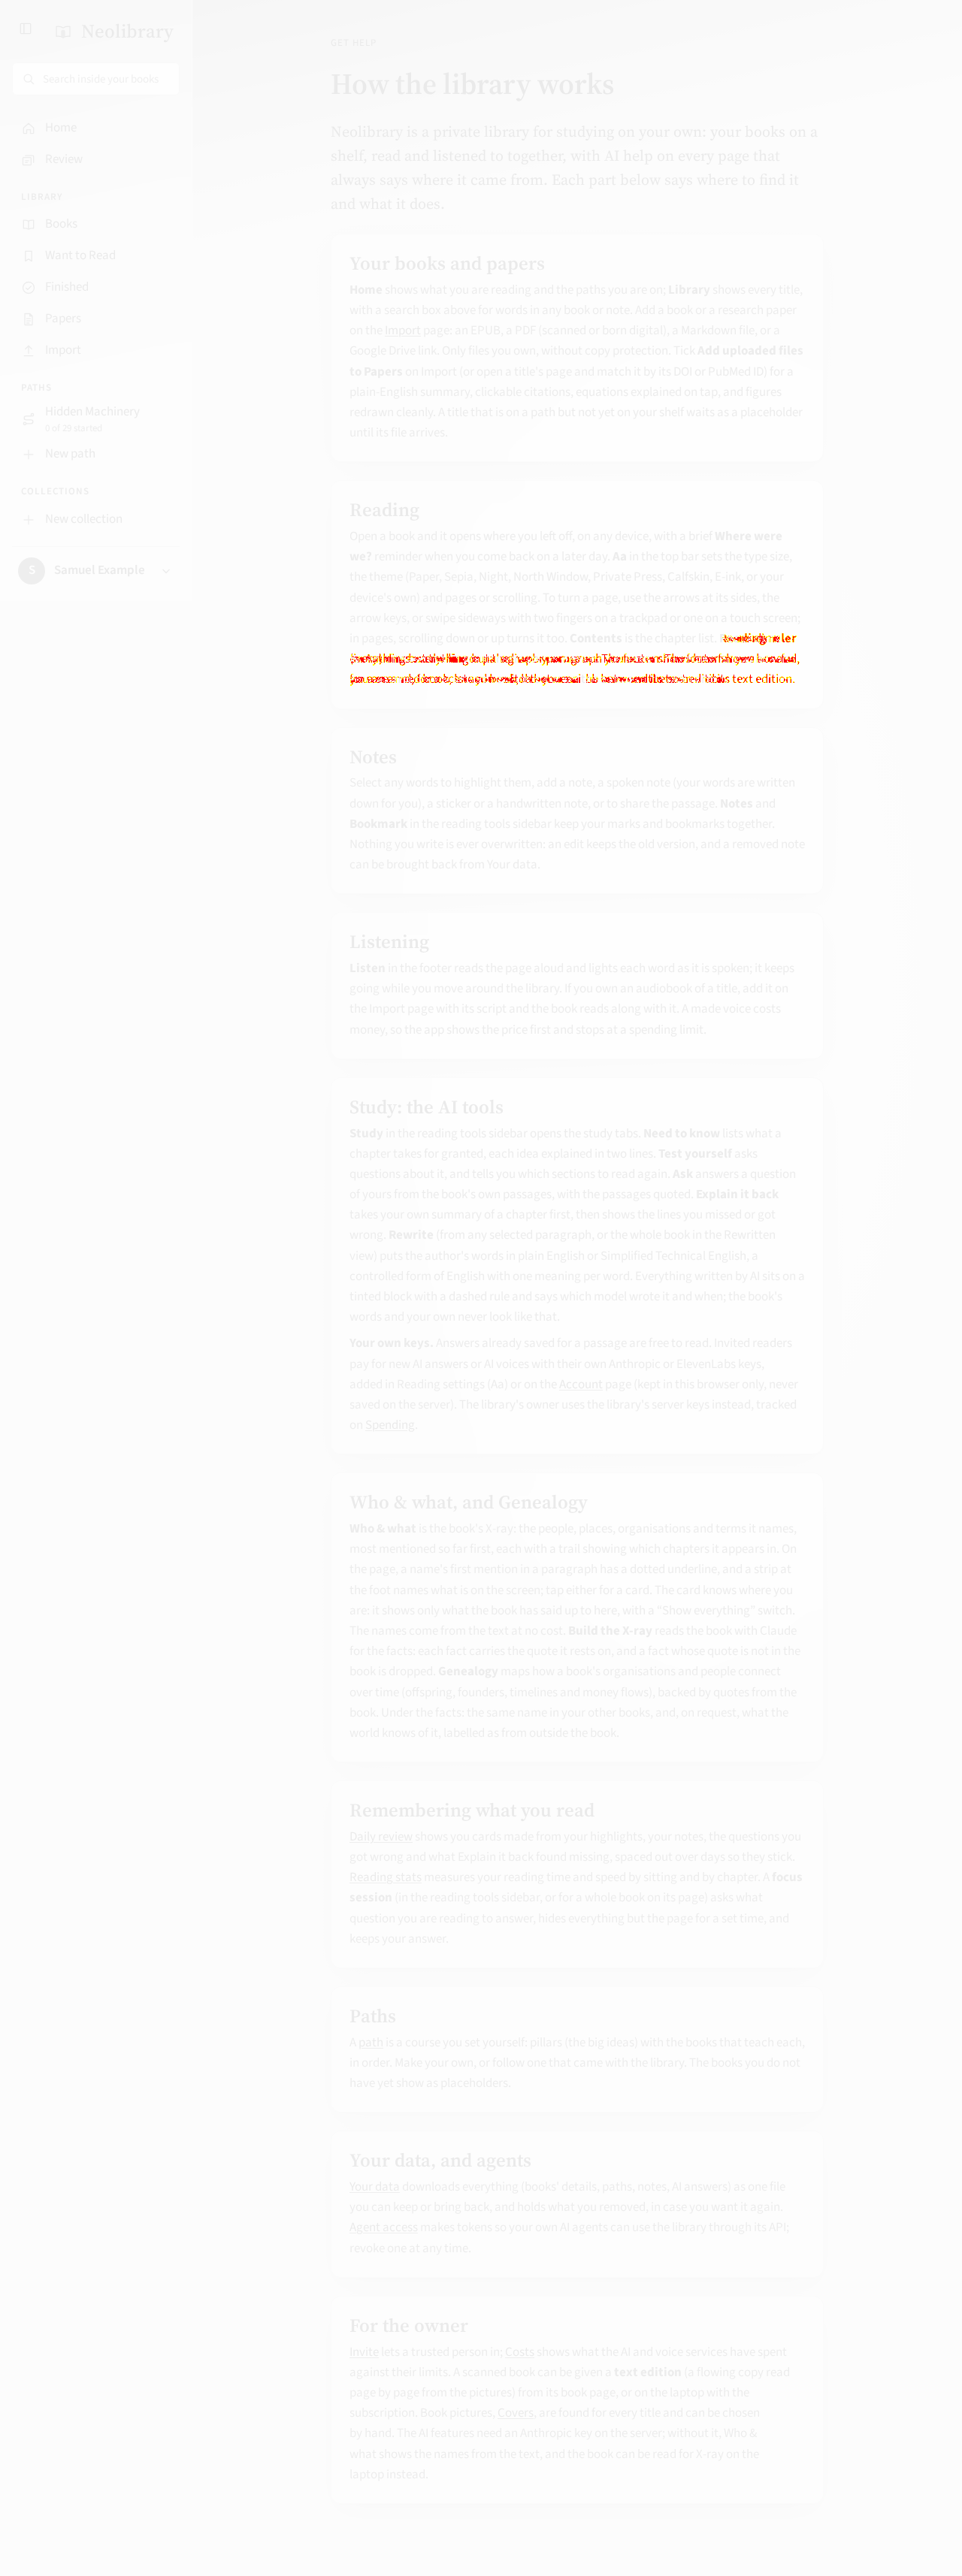 Neolibrary
Search inside your books
Home
Review
LIBRARY
Books
Want to Read
Finished
Papers
Import
PATHS
Hidden Machinery
0 of 29 started
New path
COLLECTIONS
New collection
S
Samuel Example
GET HELP
How the library works
Neolibrary is a private library for studying on your own: your books on a
shelf, read and listened to together, with AI help on every page that
always says where it came from. Each part below says where to find it
and what it does.
Your books and papers
Home shows what you are reading and the paths you are on; Library shows every title,
with a search box above for words in any book or note. Add a book or a research paper
on the Import page: an EPUB, a PDF (scanned or born digital), a Markdown file, or a
Google Drive link. Only files you own, without copy protection. Tick Add uploaded files
to Papers on Import (or open a title's page and match it by its DOI or PubMed ID) for a
plain-English summary, clickable citations, equations explained on tap, and figures
redrawn cleanly. A title that is on a path but not yet on your shelf waits as a placeholder
until its file arrives.
Reading
Open a book and it opens where you left off, on any device, with a brief Where were
we? reminder when you come back on a later day. Aa in the top bar sets the type size,
the theme (Paper, Sepia, Night, North Window, Private Press, Calfskin, E-ink, or your
device's own) and pages or scrolling. To turn a page, use the arrows at its sides, the
arrow keys, or swipe sideways with two fingers on a trackpad or one on a touch screen;
in pages, scrolling down or up turns it too. Contents is the chapter list.
text edition.
Notes
Select any words to highlight them, add a note, a spoken note (your words are written
down for you), a sticker or a handwritten note, or to share the passage. Notes and
Bookmark in the reading tools sidebar keep your marks and bookmarks together.
Nothing you write is ever overwritten: an edit keeps the old version, and a removed note
can be brought back from Your data.
Listening
Listen in the footer reads the page aloud and lights each word as it is spoken; it keeps
going while you move around the library. If you own an audiobook of a title, add it on
the Import page with its script and the book reads along with it. A made voice costs
money, so the app shows the price first and stops at a spending limit.
Study: the AI tools
Study in the reading tools sidebar opens the study tabs. Need to know lists what a
chapter takes for granted, each idea explained in two lines. Test yourself asks
questions about it, and tells you which sections to read again. Ask answers a question
of yours from the book's own passages, with the passages quoted. Explain it back
takes your own summary of a chapter first, then shows the lines you missed or got
wrong. Rewrite (from any selected paragraph, or the whole book in the Rewritten
view) puts the author's words in plain English or Simplified Technical English, a
controlled form of English with one meaning per word. Everything written by AI sits on a
tinted block with a dashed rule and says which model wrote it and when; the book's
words and your own never look like that.
Your own keys. Answers already saved for a passage are free to read. Invited readers
pay for new AI answers or AI voices with their own Anthropic or ElevenLabs keys,
added in Reading settings (Aa) or on the Account page (kept in this browser only, never
saved on the server). The library's owner uses the library's server keys instead, tracked
on Spending.
Who & what, and Genealogy
Who & what is the book's X-ray: the people, places, organisations and terms it names,
most mentioned so far first, each with a trail showing which chapters it appears in. On
the page, a name's first mention in a paragraph has a dotted underline, and a strip at
the foot names what is on the screen; tap either for a card. The card knows where you
are: it shows only what the book has said up to here, with a "Show everything" switch.
The names come from the text at no cost. Build the X-ray reads the book with Claude
for the facts: each fact carries the quote it rests on, and a fact whose quote is not in the
book is dropped. Genealogy maps how a book's organisations and people connect
over time (offspring, founders, timelines and money flows), backed by quotes from the
book. Under the facts: the same name in your other books, and, on request, what the
world knows of it, labelled as from outside the book.
Remembering what you read
Daily review shows you cards made from your highlights, your notes, the questions you
got wrong and what Explain it back found missing, spaced out over days so they stick.
Reading stats measures your reading time and speed by sitting and by chapter. A focus
session (in the reading tools sidebar, or for a whole book on its page) asks what
question you are reading to answer, hides everything but the page for a set time, and
keeps your answer.
Paths
A path is a course you set yourself: pillars (the big ideas) with the books that teach each,
in order. Make your own, or follow one that came with the library. The books you do not
have yet show as placeholders.
Your data, and agents
Your data downloads everything (books' details, paths, notes, AI answers) as one file
you can keep or bring back, and holds what you removed, in case you want it again.
Agent access makes tokens so your own AI agents can use the library through its API;
revoke one at any time.
For the owner
Invite lets a trusted person in; Costs shows what the AI and voice services have spent
against their limits. A scanned book can be given a text edition (a flowing copy read
page by page from the pictures) from its book page, or on the laptop with the
subscription. Book pictures, Covers, are found for every title and can be chosen
by hand. The AI features need an Anthropic key on the server; without it, Who &
what shows the names from the text, and the book can be read for X-ray on the
laptop instead.